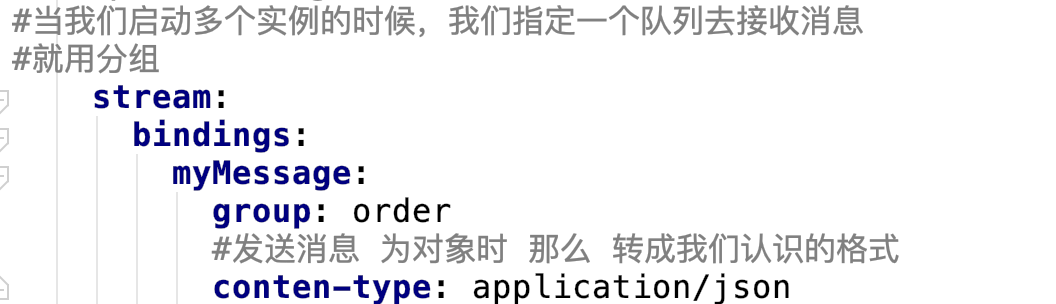 #当我们启动多个实例的时候，我们指定一个队列去接收消息
#就用分组
stream:
bindings:
myMessage:
group: order
#发送消息 为对象时 那么 转成我们认识的格式
conten-type: application/json